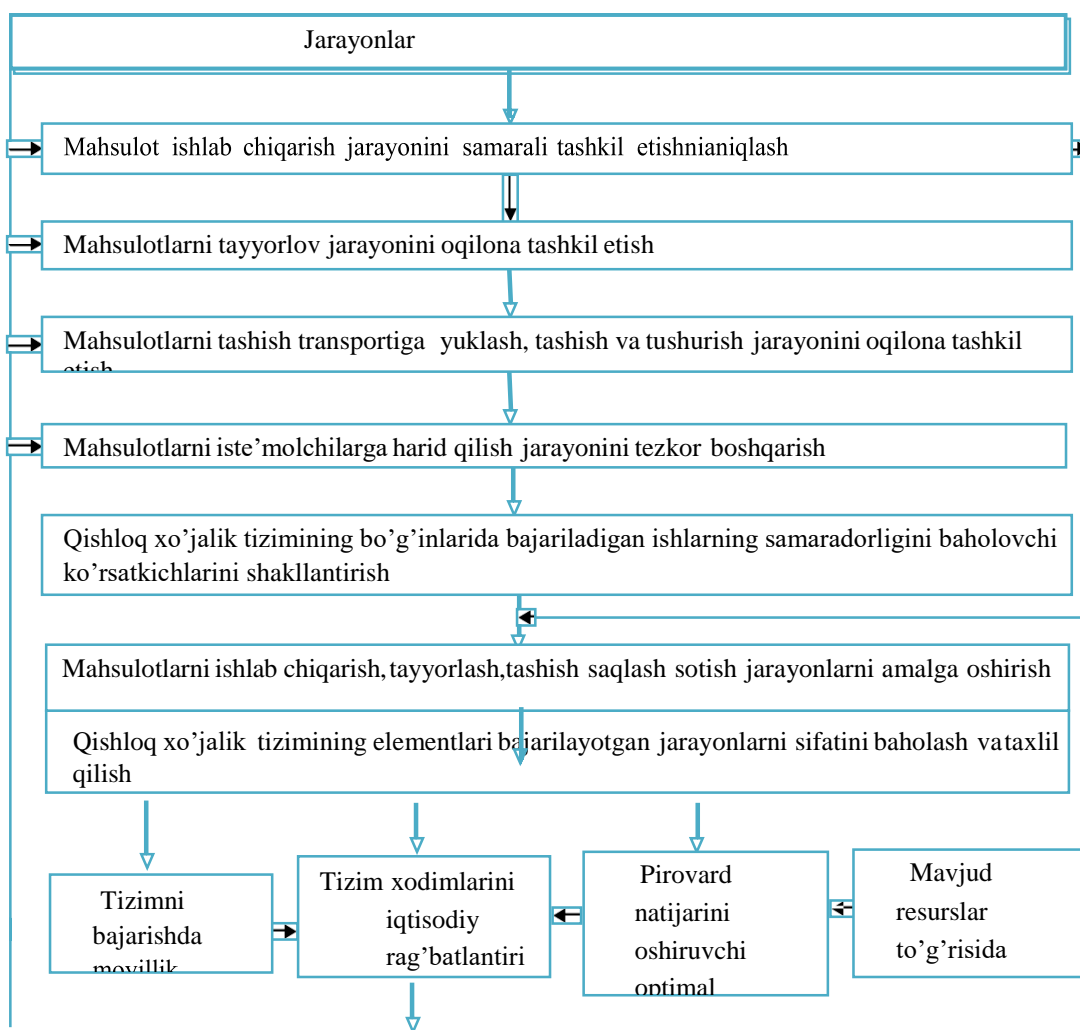 Jarayonlar
Mahsulot ishlab chiqarish jarayonini samarali tashkil etishnianiqlash
Mahsulotlarni tayyorlov jarayonini oqilona tashkil etish
Mahsulotlarni tashish transportiga yuklash, tashish va tushurish jarayonini oqilona tashkil
etish
Mahsulotlarni iste’molchilarga harid qilish jarayonini tezkor boshqarish
Qishloq xo’jalik tizimining bo’g’inlarida bajariladigan ishlarning samaradorligini baholovchi
ko’rsatkichlarini shakllantirish
Mahsulotlarni ishlab chiqarish,tayyorlash,tashish saqlash sotish jarayonlarni amalga oshirish
Qishloq xo’jalik tizimining elementlari bajarilayotgan jarayonlarni sifatini baholash va taxlil
qilish
Tizimni
bajarishda
Tizim xodimlarini
iqtisodiy
rag’batlantiri
Pirovard
natijarini
oshiruvchi
optimal
Mavjud
resurslar
to’g’risida